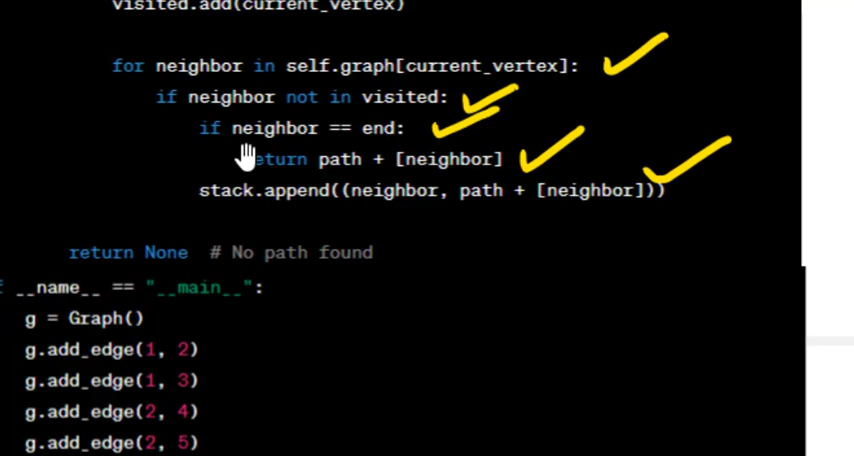 visited.add(current_vertex)
for neighbor in self.graph[current_vertex]:
if neighbor not in visited:
if neighbor == end:
eturn path + [neighbor]
stack.append((neighbor, path + [neighbor]))
return None  # No path found
f __name__ == "__main__":
g = Graph()
g.add_edge(1, 2)
g.add_edge(1, 3)
g.add_edge(2, 4)
g.add_edge(2, 5)